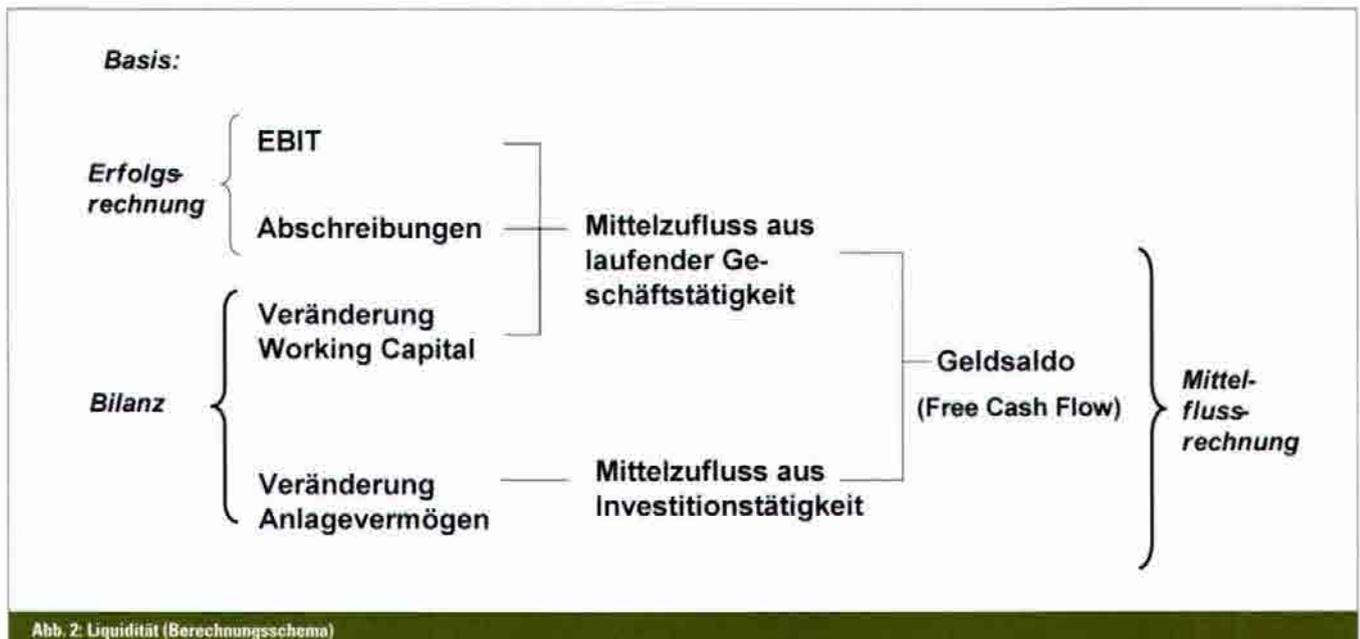 Basis:
EBIT
Erfolgs-
rechnung
Abschreibungen
Mittelzufluss aus
laufender Ge-
schäftstätigkeit
Veränderung
Working Capital
Bilanz
Geldsaldo
(Free Cash Flow)
Mittel-
fluss-
rechnung
Veränderung
Anlagevermögen
Mittelzufluss aus
Investitionstätigkeit
Abb. 2: Liquidität (Berechnungsschema)